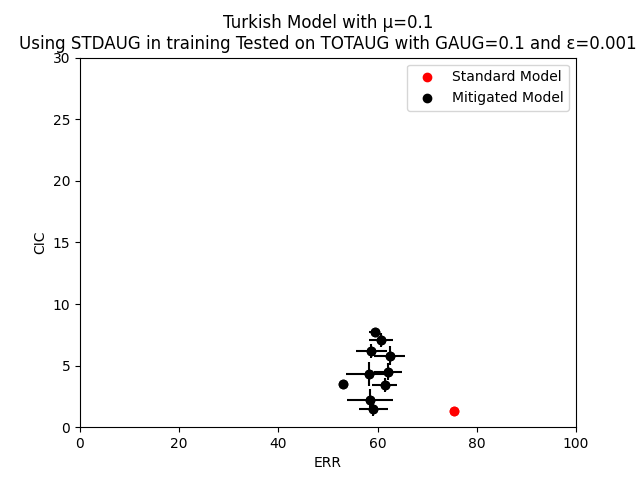 Turkish Model with μ=0.1
Using STDAUG in training Tested on TOTAUG with GAUG=0.1 and ε=0.001
Standard Model
Mitigated Model
30
25
20
15
10
5
0
CIC
0 20 40 60 80 100
ERR